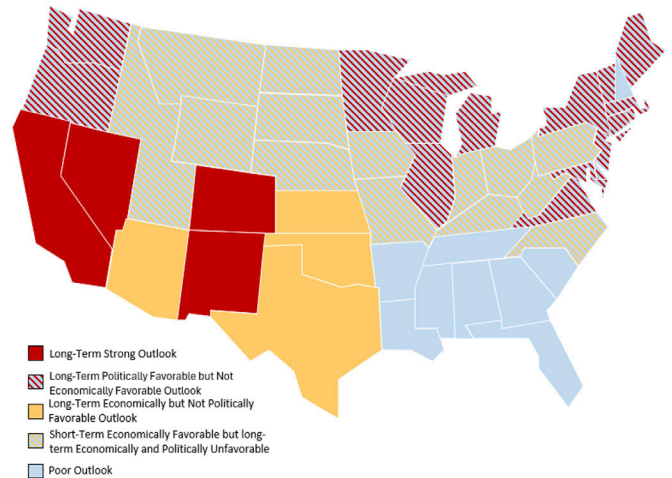 Long-Term Strong Outlook
Long-Term Politically Favorable but Not
Economically Favorable Outlook
Long-Term Economically but Not Politically
Favorable Outlook
Short-Term Economically Favorable but long-
term Economically and Politically Unfavorable
Poor Outlook